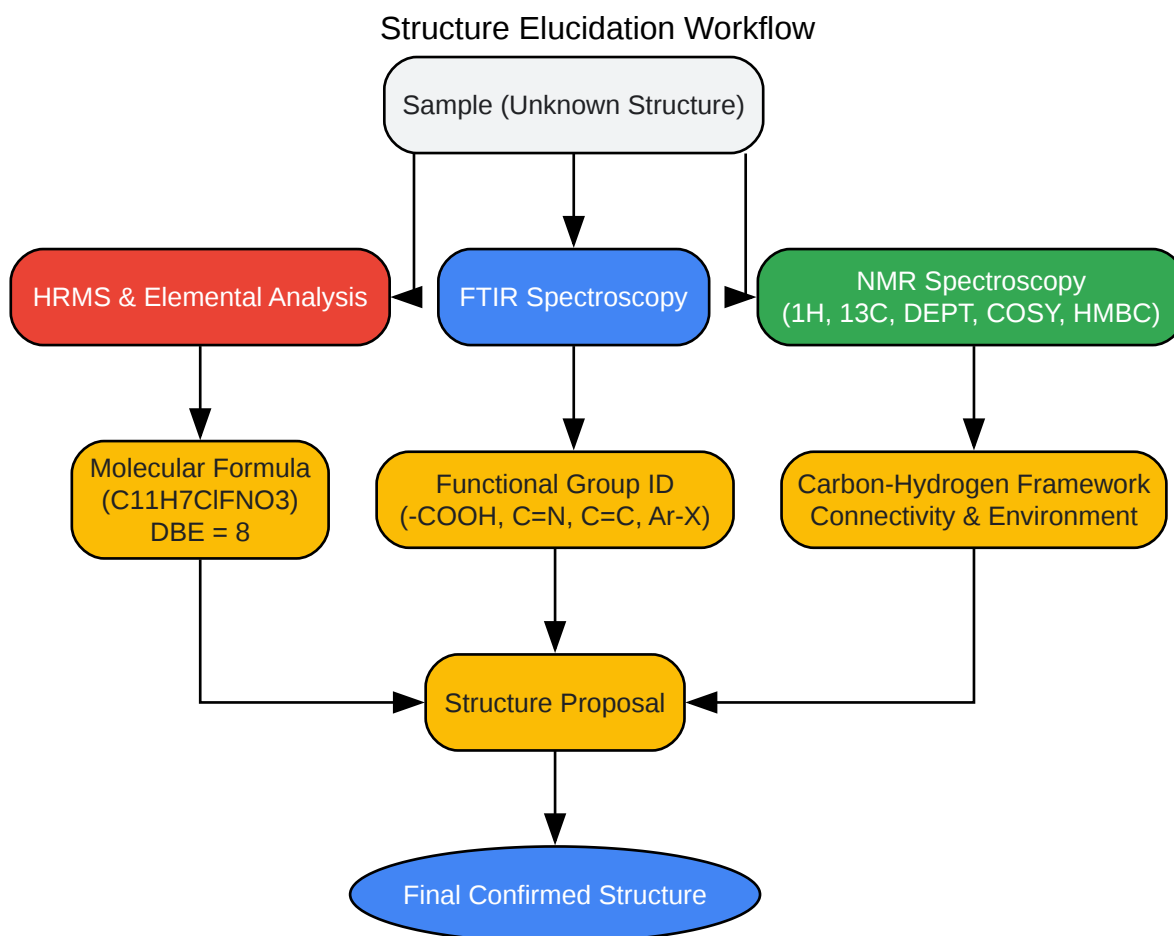 Structure Elucidation Workflow
Sample (Unknown Structure)
HRMS & Elemental Analysis
FTIR Spectroscopy
NMR Spectroscopy
(1H, 13C, DEPT, COSY, HMBC)
Molecular Formula
(C11H7ClFNO3)
DBE = 8
Functional Group ID
(-COOH, C=N, C=C, Ar-X)
Carbon-Hydrogen Framework
Connectivity & Environment
Structure Proposal
Final Confirmed Structure